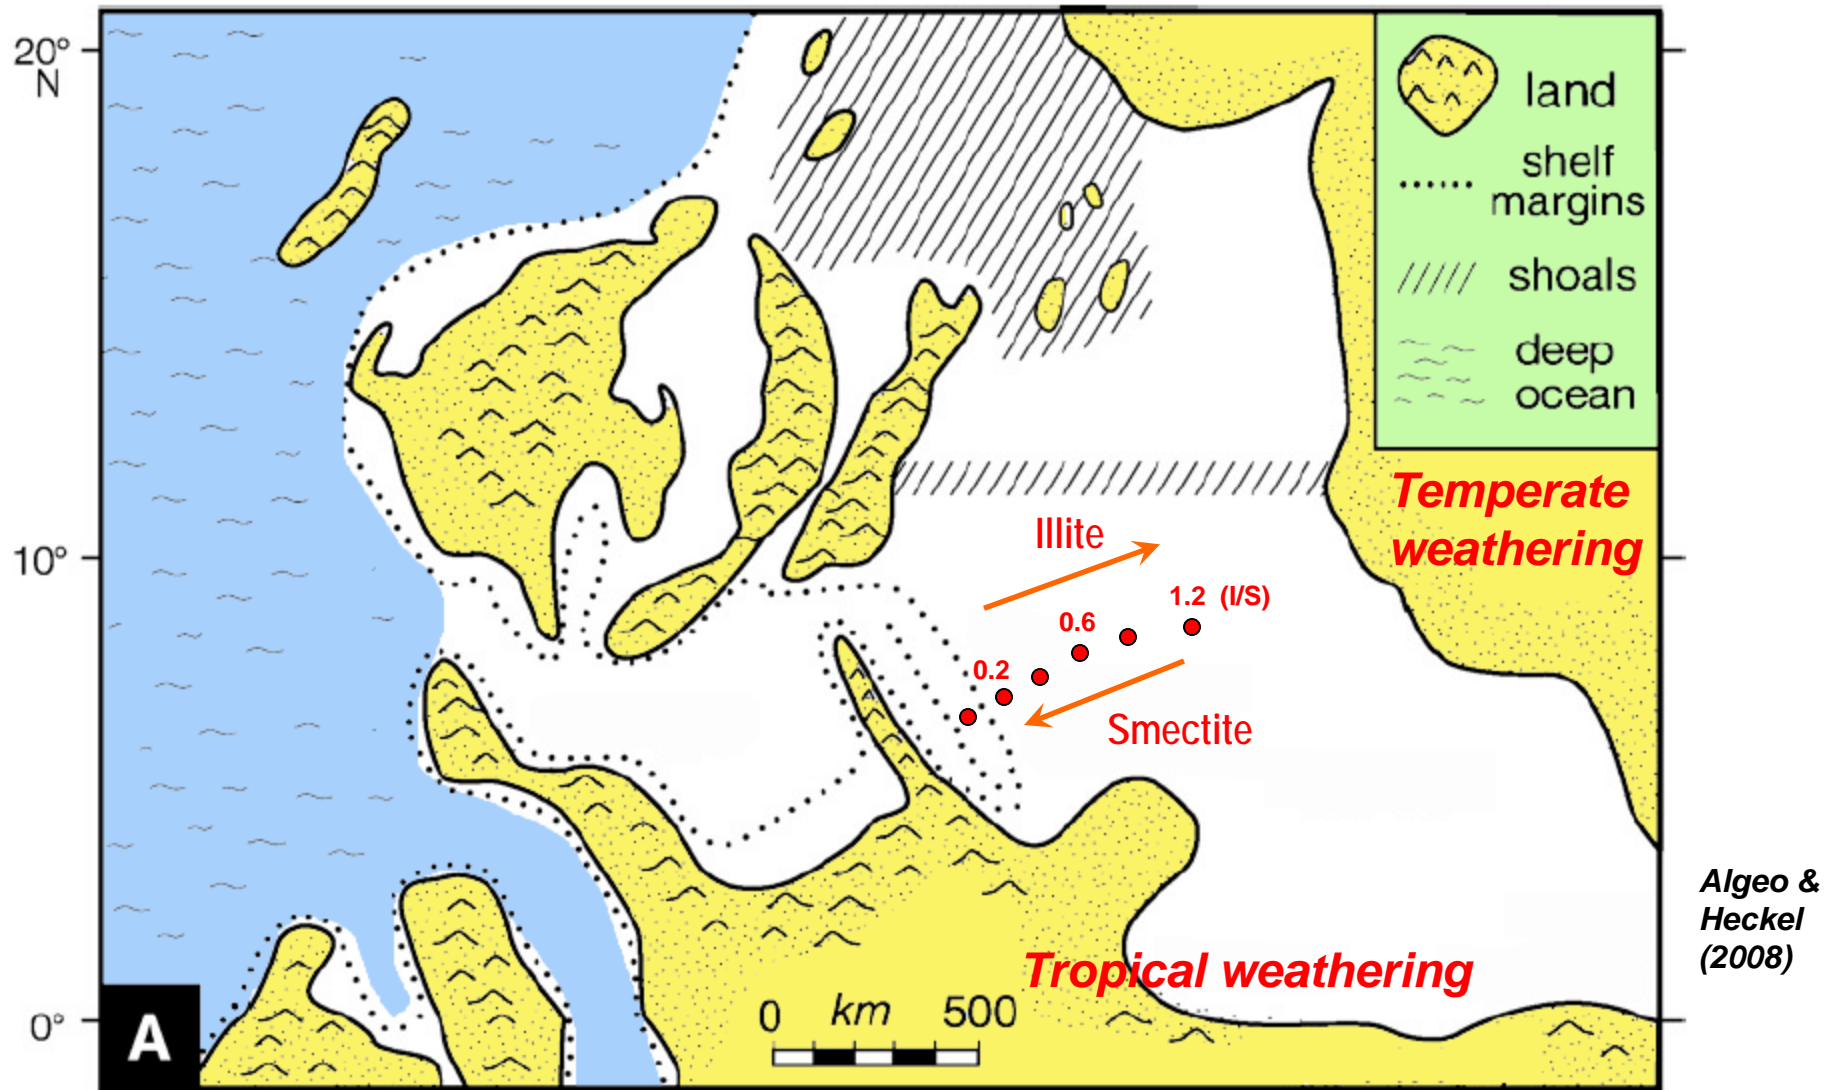 20°
N
10°
0°
land
shelf
margins
shoals
deep
ocean
Temperate
weathering
Illite
1.2 (I/S)
0.6
0.2
Smectite
Tropical weathering
0 km 500
A
Algeo &
Heckel
(2008)